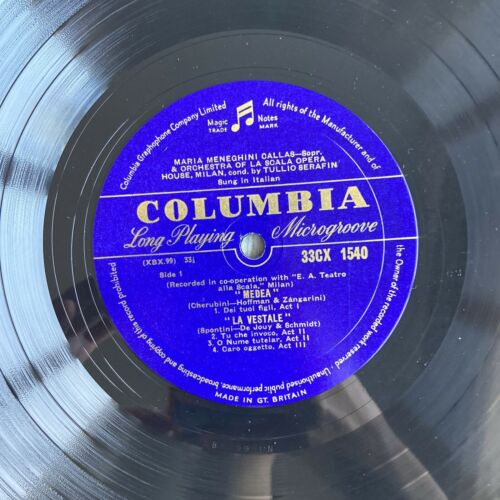 Columbia Graphophone Company Limited
All rights of the Manufacturer and of
Magic Notes
TRADE MARK
MARIA MENEGHINI CALLAS—Sopr.
& ORCHESTRA OF LA SCALA OPERA
HOUSE, MILAN, cond. by TULLIO SERAFIN
Sung in Italian
COLUMBIA
Long Playing Microgroove
(XBX.99) 33⅓
33CX 1540
Side 1
(Recorded in co-operation with "E. A. Teatro
alla Scala," Milan)
"MEDEA"
(Cherubini—Hoffman & Zángarini)
1. Dei tuoi figli, Act I
"LA VESTALE"
(Spontini—De Jouy & Schmidt)
2. Tu che invoco, Act II
3. O Nume tutelar, Act II
4. Caro oggetto, Act III
the Owner of the recorded work reserved.
Unauthorised public performance, broadcasting and copying of this record prohibited
MADE IN GT. BRITAIN